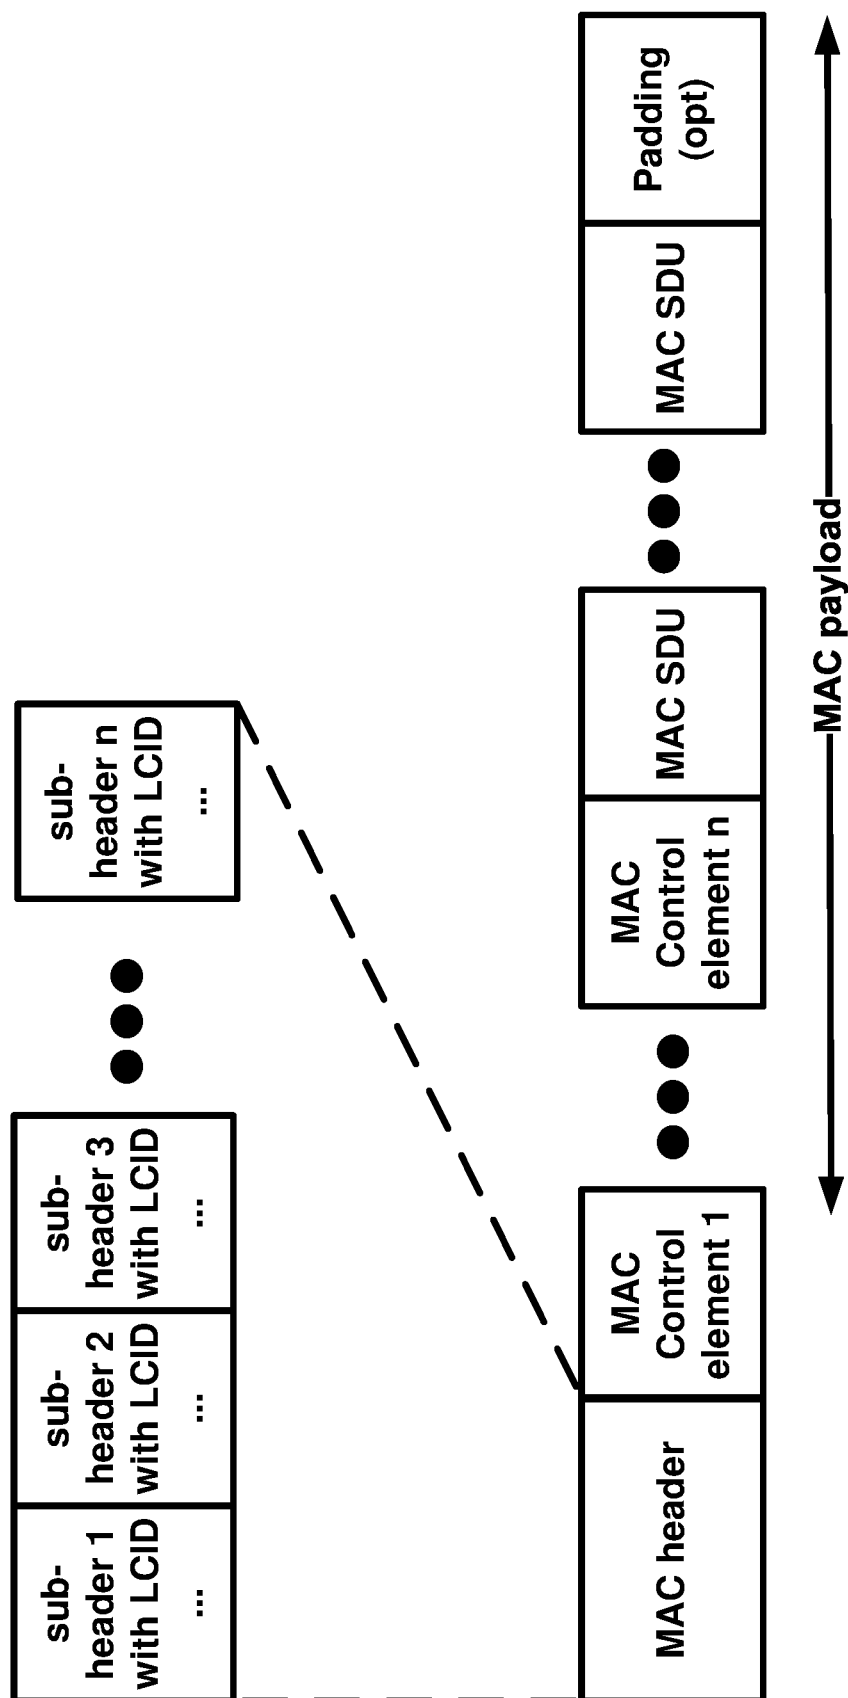 sub-
header 1
with LCID
...
sub-
header 2
with LCID
...
sub-
header 3
with LCID
...
sub-
header n
with LCID
...
MAC header
MAC
Control
element 1
MAC
Control
element n
MAC SDU
MAC SDU
Padding
(opt)
MAC payload